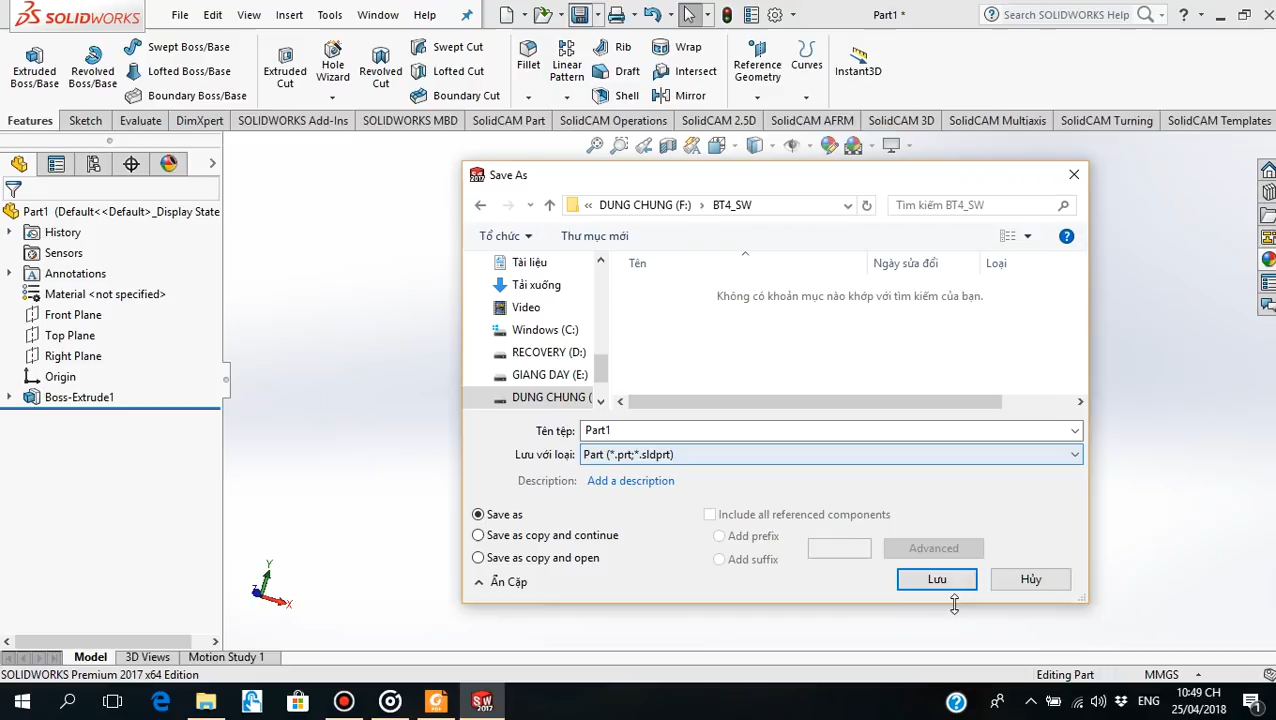 SOLIDWORKS
File Edit View Insert Tools Window Help
Part1 *
Search SOLIDWORKS Help
Extruded Boss/Base
Revolved Boss/Base
Swept Boss/Base
Lofted Boss/Base
Boundary Boss/Base
Extruded Cut
Hole Wizard
Revolved Cut
Swept Cut
Lofted Cut
Boundary Cut
Fillet
Linear Pattern
Rib
Draft
Shell
Wrap
Intersect
Mirror
Reference Geometry
Curves
Instant3D
Features Sketch Evaluate DimXpert SOLIDWORKS Add-Ins SOLIDWORKS MBD SolidCAM Part SolidCAM Operations SolidCAM 2.5D SolidCAM AFRM SolidCAM 3D SolidCAM Multiaxis SolidCAM Turning SolidCAM Templates
Part1 (Default<<Default>_Display State
History
Sensors
Annotations
Material <not specified>
Front Plane
Top Plane
Right Plane
Origin
Boss-Extrude1
Save As
« DUNG CHUNG (F:) › BT4_SW
Tìm kiếm BT4_SW
Tổ chức
Thư mục mới
Tài liệu
Tải xuống
Video
Windows (C:)
RECOVERY (D:)
GIANG DAY (E:)
DUNG CHUNG (
Tên Ngày sửa đổi Loại
Không có khoản mục nào khớp với tìm kiếm của bạn.
Tên tệp: Part1
Lưu với loại: Part (*.prt;*.sldprt)
Description: Add a description
Save as
Save as copy and continue
Save as copy and open
Include all referenced components
Add prefix
Add suffix
Advanced
Ẩn Cặp
Lưu
Hủy
Y
Z
X
Model 3D Views Motion Study 1
SOLIDWORKS Premium 2017 x64 Edition
Editing Part
MMGS
SW
2017
ENG
10:49 CH
25/04/2018
1